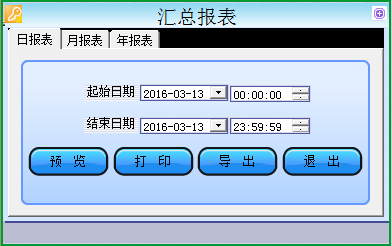 汇总报表
日报表 月报表 年报表
起始日期 2016-03-13 00:00:00
结束日期 2016-03-13 23:59:59
预 览 打 印 导 出 退 出